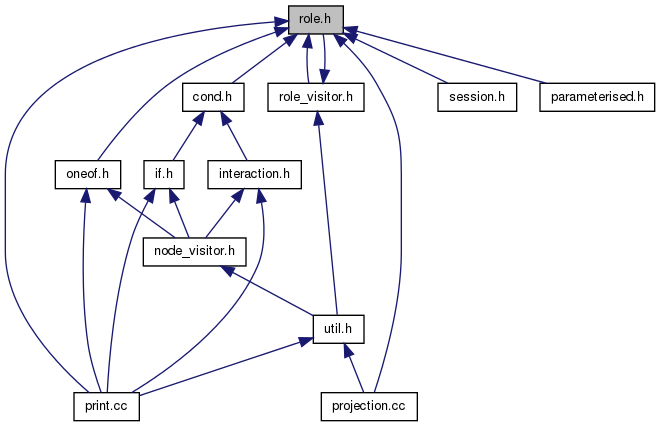 role.h
cond.h
role_visitor.h
session.h
parameterised.h
oneof.h
if.h
interaction.h
node_visitor.h
util.h
print.cc
projection.cc